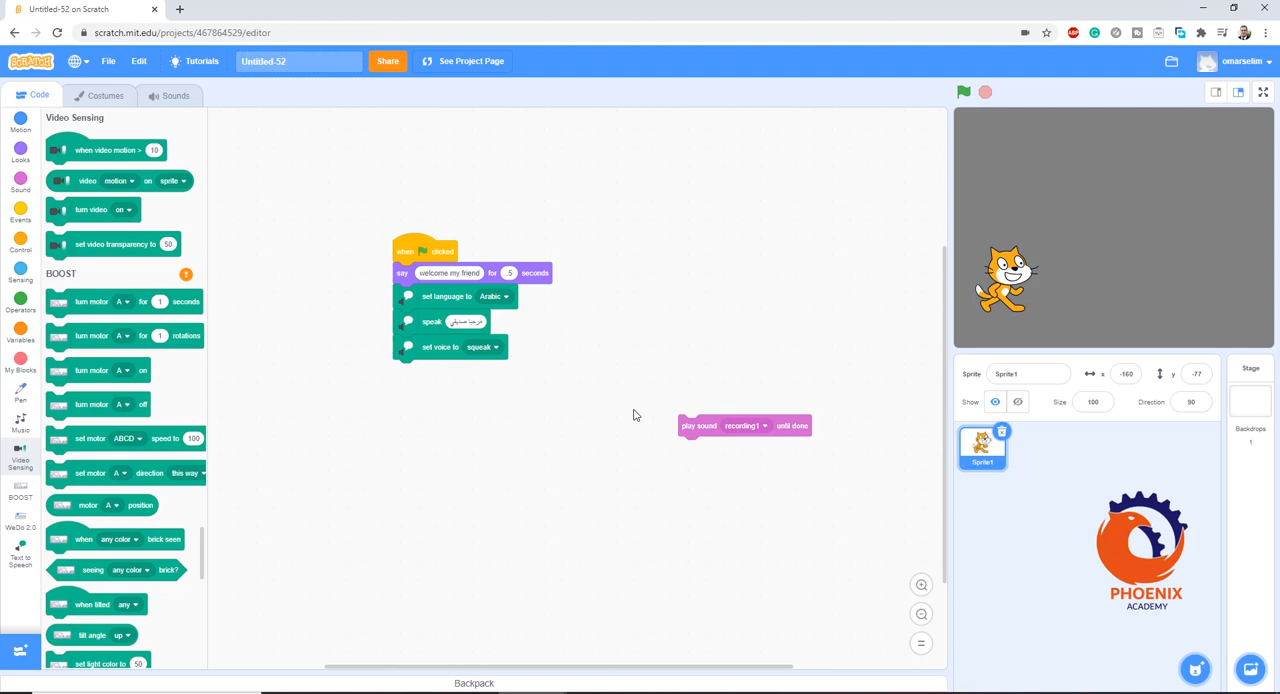 Untitled-52 on Scratch
scratch.mit.edu/projects/467864529/editor
SCRATCH
File
Edit
Tutorials
Untitled-52
Share
See Project Page
omarselim
Code
Costumes
Sounds
Motion
Looks
Sound
Events
Control
Sensing
Operators
Variables
My Blocks
Pen
Music
Video
Sensing
BOOST
WeDo 2.0
Text to
Speech
Video Sensing
when video motion > 10
video motion on sprite
turn video on
set video transparency to 50
BOOST
turn motor A for 1 seconds
turn motor A for 1 rotations
turn motor A on
turn motor A off
set motor ABCD speed to 100
set motor A direction this way
motor A position
when any color brick seen
seeing any color brick?
when tilted any
tilt angle up
set light color to 50
when clicked
say welcome my friend for .5 seconds
set language to Arabic
speak مرحبا صديقي
set voice to squeak
play sound recording1 until done
Backpack
Sprite Sprite1 x -160 y -77
Show Size 100 Direction 90
Sprite1
Stage
Backdrops
1
PHOENIX
ACADEMY